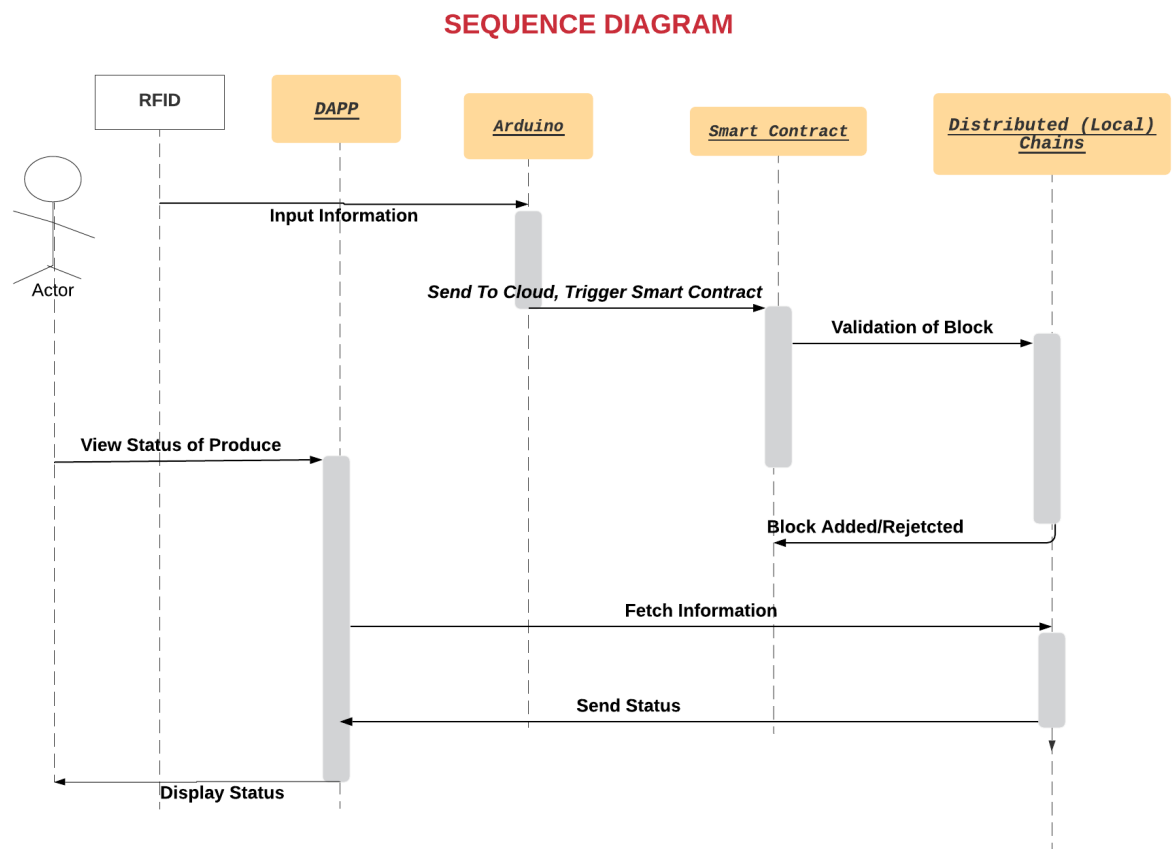 SEQUENCE DIAGRAM
RFID
DAPP
Arduino
Smart Contract
Distributed (Local)
Chains
Input Information
Actor
Send To Cloud, Trigger Smart Contract
Validation of Block
View Status of Produce
Block Added/Rejetcted
Fetch Information
Send Status
Display Status